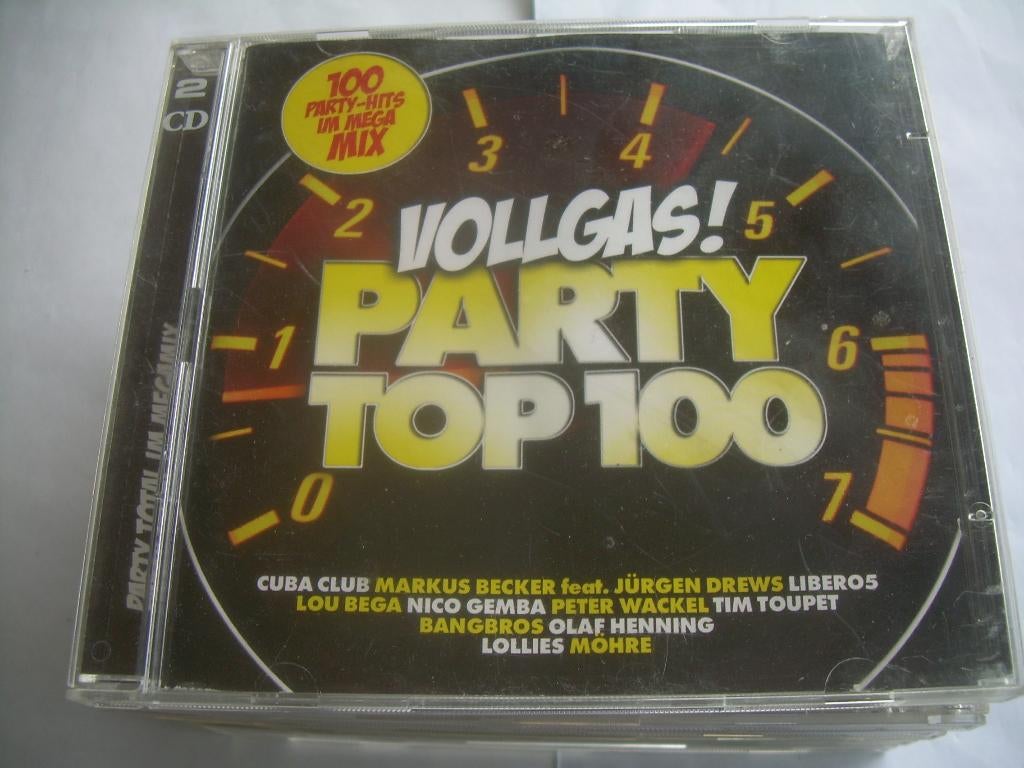 2
CD
PARTY TOTAL IM MEGAMIX
100
PARTY-HITS
IM MEGA
MIX
0
1
2
3
4
5
6
7
VOLLGAS!
PARTY
TOP 100
CUBA CLUB MARKUS BECKER feat. JÜRGEN DREWS LIBERO5
LOU BEGA NICO GEMBA PETER WACKEL TIM TOUPET
BANGBROS OLAF HENNING
LOLLIES MÖHRE